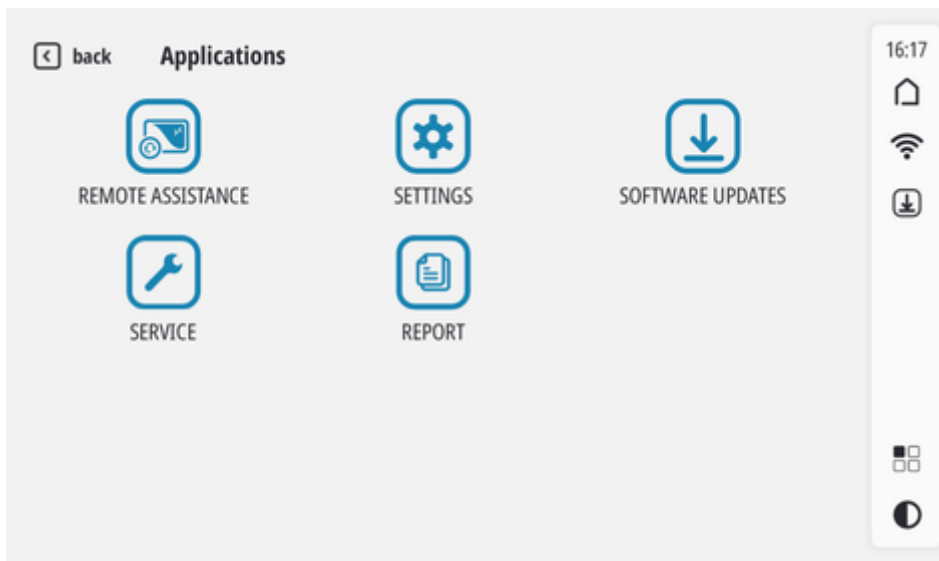 back Applications
16:17
REMOTE ASSISTANCE SETTINGS SOFTWARE UPDATES
SERVICE REPORT